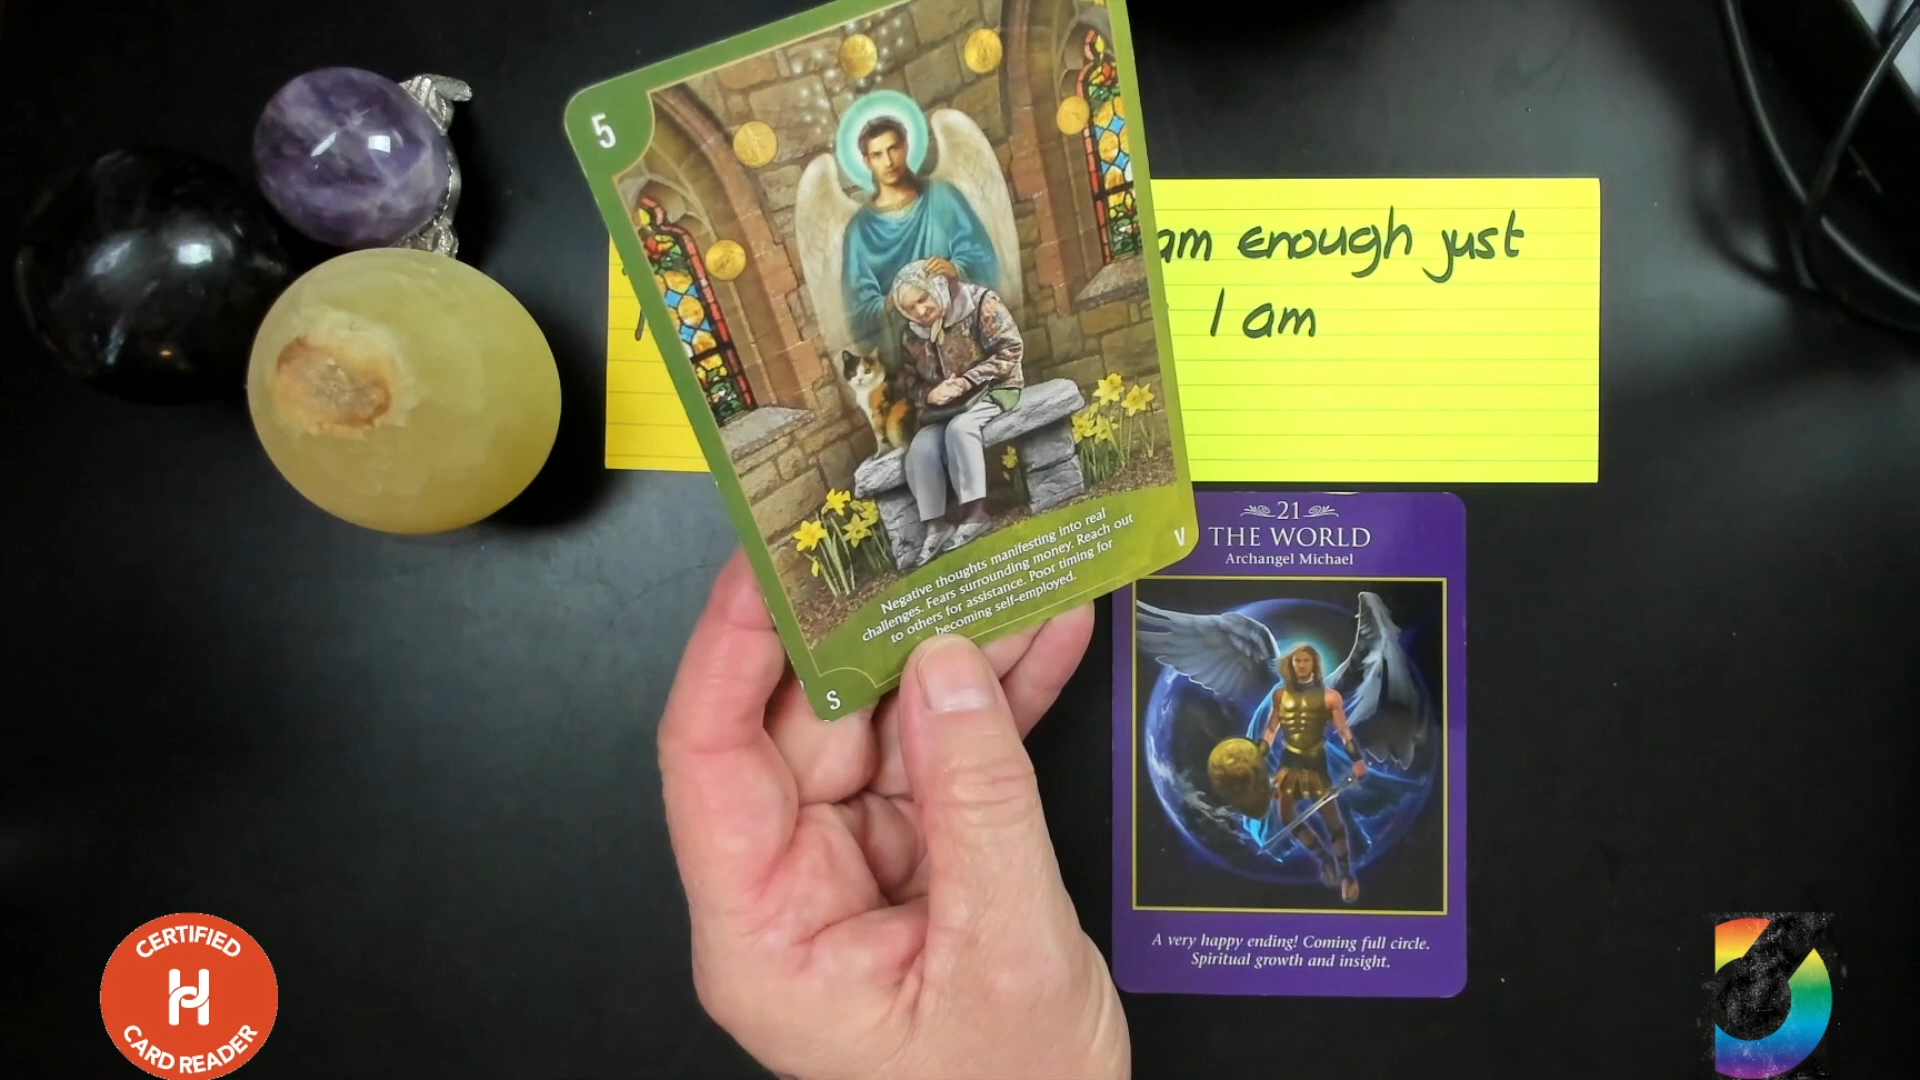 5
am enough just
I am
Negative thoughts manifesting into real
challenges. Fears surrounding money. Reach out
to others for assistance. Poor timing for
becoming self-employed.
V
S
21
THE WORLD
Archangel Michael
A very happy ending! Coming full circle.
Spiritual growth and insight.
CERTIFIED
H
CARD READER